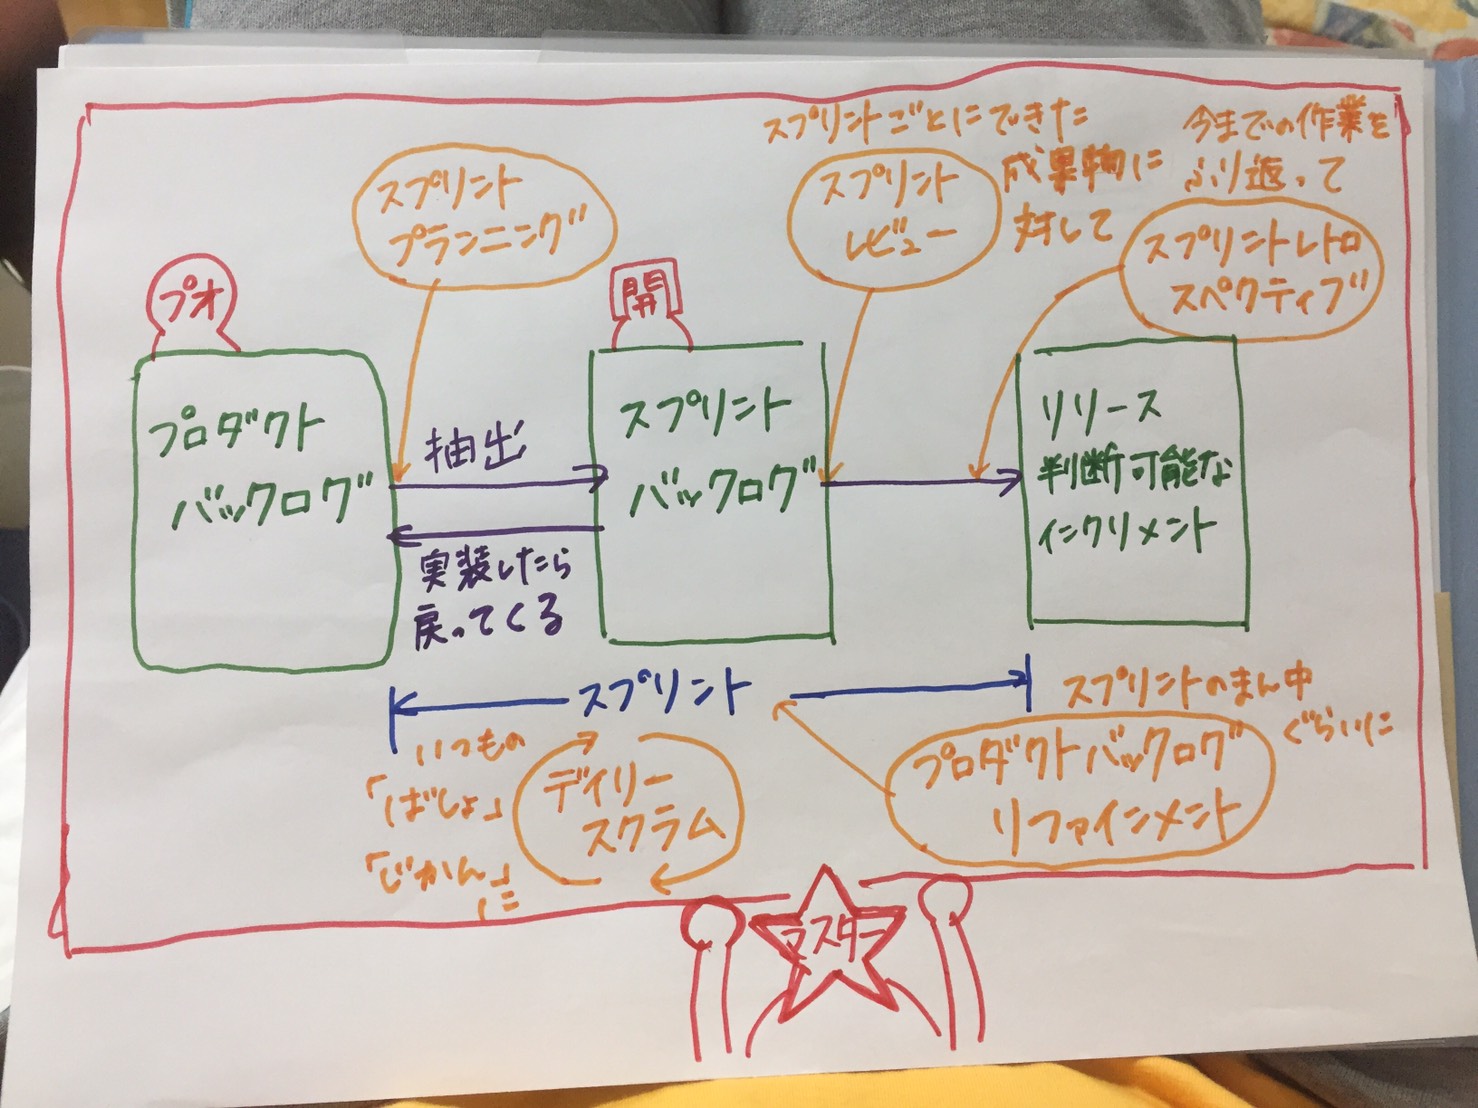 スプリントごとにできた
成果物に
対して
今までの作業を
ふり返って
スプリント
プランニング
スプリント
レビュー
スプリントレトロ
スペクティブ
プオ
開
プロダクト
バックログ
抽出
実装したら
戻ってくる
スプリント
バックログ
リリース
判断可能な
インクリメント
スプリント
スプリントのまん中
ぐらいに
プロダクトバックログ
リファインメント
いつもの
「ばしょ」
「じかん」
に
デイリー
スクラム
マスター